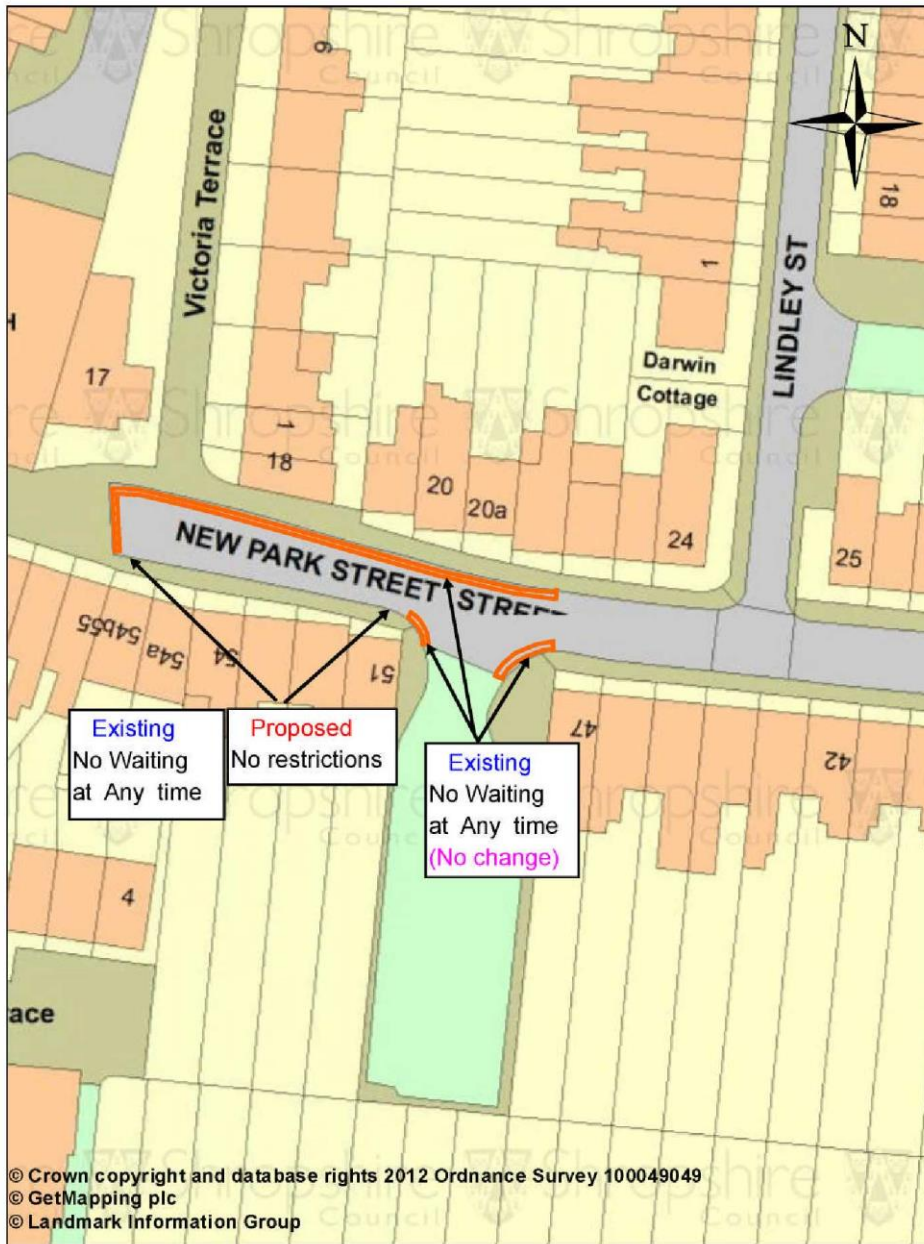 Shropshire
Council
N
9
Victoria Terrace
18
1
LINDLEY ST
H
17
Darwin
Cottage
1
18
20
20a
24
25
NEW PARK STREET STREET
54b55
54a
54
51
47
42
Existing
No Waiting
at Any time
Proposed
No restrictions
Existing
No Waiting
at Any time
(No change)
4
race
© Crown copyright and database rights 2012 Ordnance Survey 100049049
© GetMapping plc
© Landmark Information Group